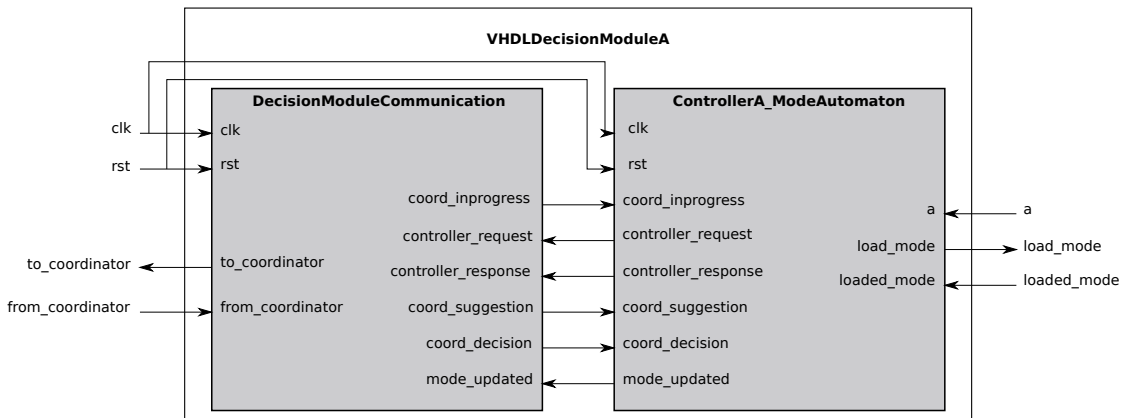 VHDLDecisionModuleA
DecisionModuleCommunication
ControllerA_ModeAutomaton
clk
clk
clk
rst
rst
rst
coord_inprogress
coord_inprogress
a
a
controller_request
controller_request
load_mode
load_mode
to_coordinator
to_coordinator
controller_response
controller_response
loaded_mode
loaded_mode
from_coordinator
from_coordinator
coord_suggestion
coord_suggestion
coord_decision
coord_decision
mode_updated
mode_updated